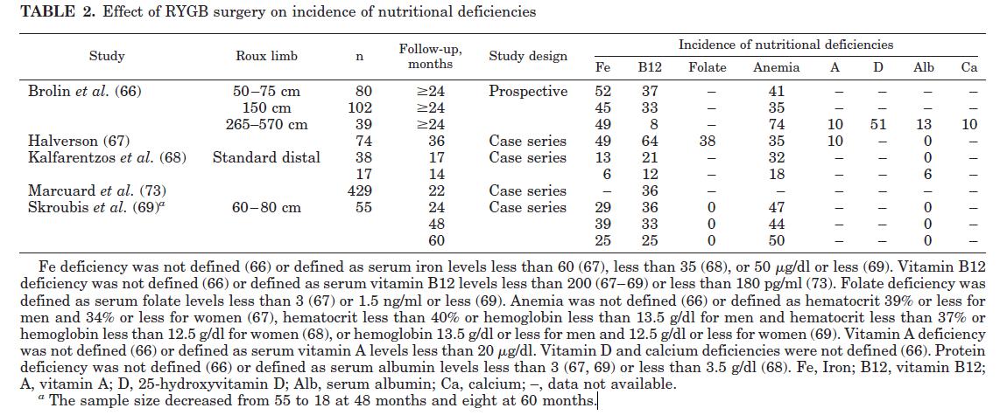 TABLE 2. Effect of RYGB surgery on incidence of nutritional deficiencies
Study Roux limb n Follow-up, months Study design Incidence of nutritional deficiencies
Fe B12 Folate Anemia A D Alb Ca
Brolin et al. (66) 50–75 cm 80 ≥24 Prospective 52 37 – 41 – – – –
150 cm 102 ≥24 45 33 – 35 – – – –
265–570 cm 39 ≥24 49 8 – 74 10 51 13 10
Halverson (67) 74 36 Case series 49 64 38 35 10 – 0 –
Kalfarentzos et al. (68) Standard distal 38 17 Case series 13 21 – 32 – – 0 –
17 14 6 12 – 18 – – 6 –
Marcuard et al. (73) 429 22 Case series – 36 – – – – – –
Skroubis et al. (69)a 60–80 cm 55 24 Case series 29 36 0 47 – – 0 –
48 39 33 0 44 – – 0 –
60 25 25 0 50 – – 0 –
Fe deficiency was not defined (66) or defined as serum iron levels less than 60 (67), less than 35 (68), or 50 μg/dl or less (69). Vitamin B12
deficiency was not defined (66) or defined as serum vitamin B12 levels less than 200 (67–69) or less than 180 pg/ml (73). Folate deficiency was
defined as serum folate levels less than 3 (67) or 1.5 ng/ml or less (69). Anemia was not defined (66) or defined as hematocrit 39% or less for
men and 34% or less for women (67), hematocrit less than 40% or hemoglobin less than 13.5 g/dl for men and hematocrit less than 37% or
hemoglobin less than 12.5 g/dl for women (68), or hemoglobin 13.5 g/dl or less for men and 12.5 g/dl or less for women (69). Vitamin A deficiency
was not defined (66) or defined as serum vitamin A levels less than 20 μg/dl. Vitamin D and calcium deficiencies were not defined (66). Protein
deficiency was not defined (66) or defined as serum albumin levels less than 3 (67, 69) or less than 3.5 g/dl (68). Fe, Iron; B12, vitamin B12;
A, vitamin A; D, 25-hydroxyvitamin D; Alb, serum albumin; Ca, calcium; –, data not available.
a The sample size decreased from 55 to 18 at 48 months and eight at 60 months.